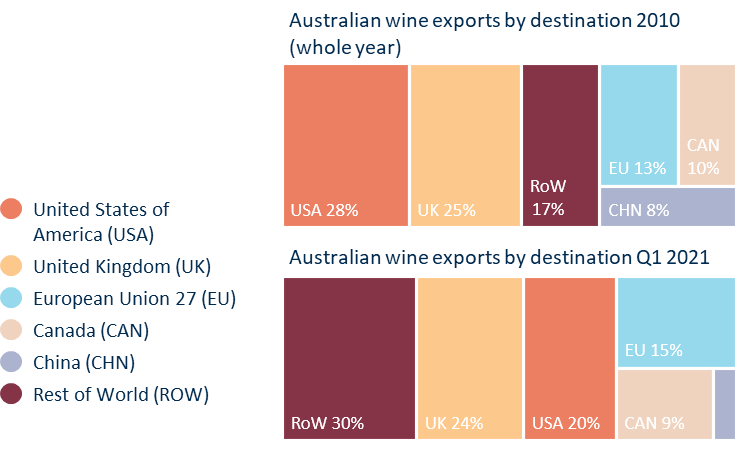 Australian wine exports by destination 2010
(whole year)
USA 28%
UK 25%
RoW
17%
EU 13%
CAN
10%
CHN 8%
United States of
America (USA)
United Kingdom (UK)
European Union 27 (EU)
Canada (CAN)
China (CHN)
Rest of World (ROW)
Australian wine exports by destination Q1 2021
RoW 30%
UK 24%
USA 20%
EU 15%
CAN 9%